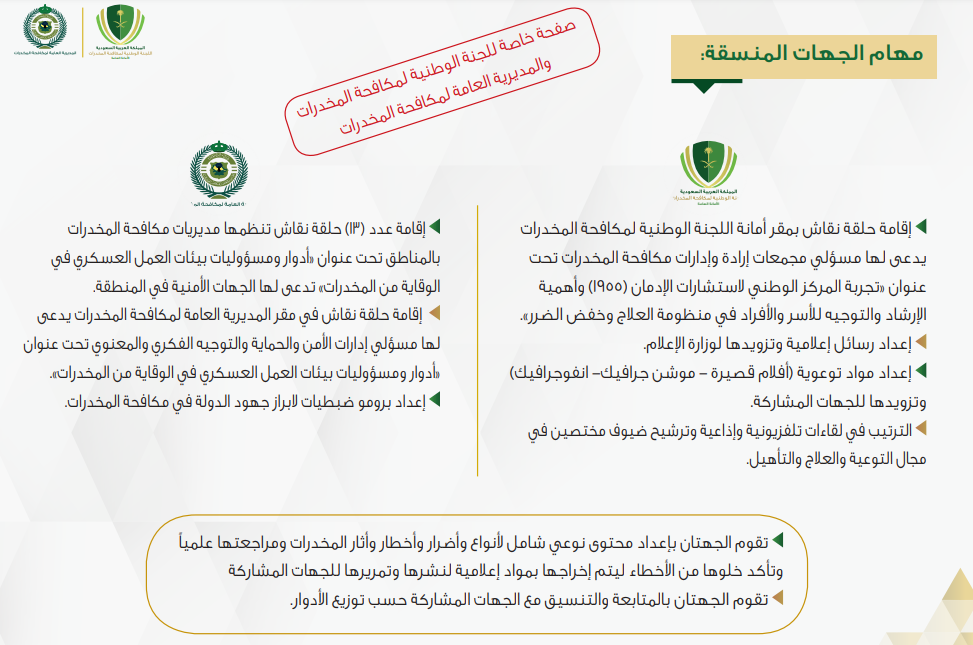 المملكة العربية السعودية
اللجنة الوطنية لمكافحة المخدرات
المديرية العامة لمكافحة المخدرات
مهام الجهات المنسقة:
صفحة خاصة للجنة الوطنية لمكافحة المخدرات
والمديرية العامة لمكافحة المخدرات
المملكة العربية السعودية
إقامة حلقة نقاش بمقر أمانة اللجنة الوطنية لمكافحة المخدرات
يدعى لها مسؤلي مجمعات إرادة وإدارات مكافحة المخدرات تحت
عنوان «تجربة المركز الوطني لاستشارات الإدمان (١٩٥٥) وأهمية
الإرشاد والتوجيه للأسر والأفراد في منظومة العلاج وخفض الضرر».
إعداد رسائل إعلامية وتزويدها لوزارة الإعلام.
إعداد مواد توعوية (أفلام قصيرة – موشن جرافيك– انفوجرافيك)
وتزويدها للجهات المشاركة.
الترتيب في لقاءات تلفزيونية وإذاعية وترشيح ضيوف مختصين في
مجال التوعية والعلاج والتأهيل.
إقامة عدد (١٣) حلقة نقاش تنظمها مديريات مكافحة المخدرات
بالمناطق تحت عنوان «أدوار ومسؤوليات بيئات العمل العسكري في
الوقاية من المخدرات» تدعى لها الجهات الأمنية في المنطقة.
إقامة حلقة نقاش في مقر المديرية العامة لمكافحة المخدرات يدعى
لها مسؤلي إدارات الأمن والحماية والتوجيه الفكري والمعنوي تحت عنوان
«أدوار ومسؤوليات بيئات العمل العسكري في الوقاية من المخدرات».
إعداد برومو ضبطيات لابراز جهود الدولة في مكافحة المخدرات.
تقوم الجهتان بإعداد محتوى نوعي شامل لأنواع وأضرار وأخطار وأثار المخدرات ومراجعتها علمياً
وتأكد خلوها من الأخطاء ليتم إخراجها بمواد إعلامية لنشرها وتمريرها للجهات المشاركة
تقوم الجهتان بالمتابعة والتنسيق مع الجهات المشاركة حسب توزيع الأدوار.